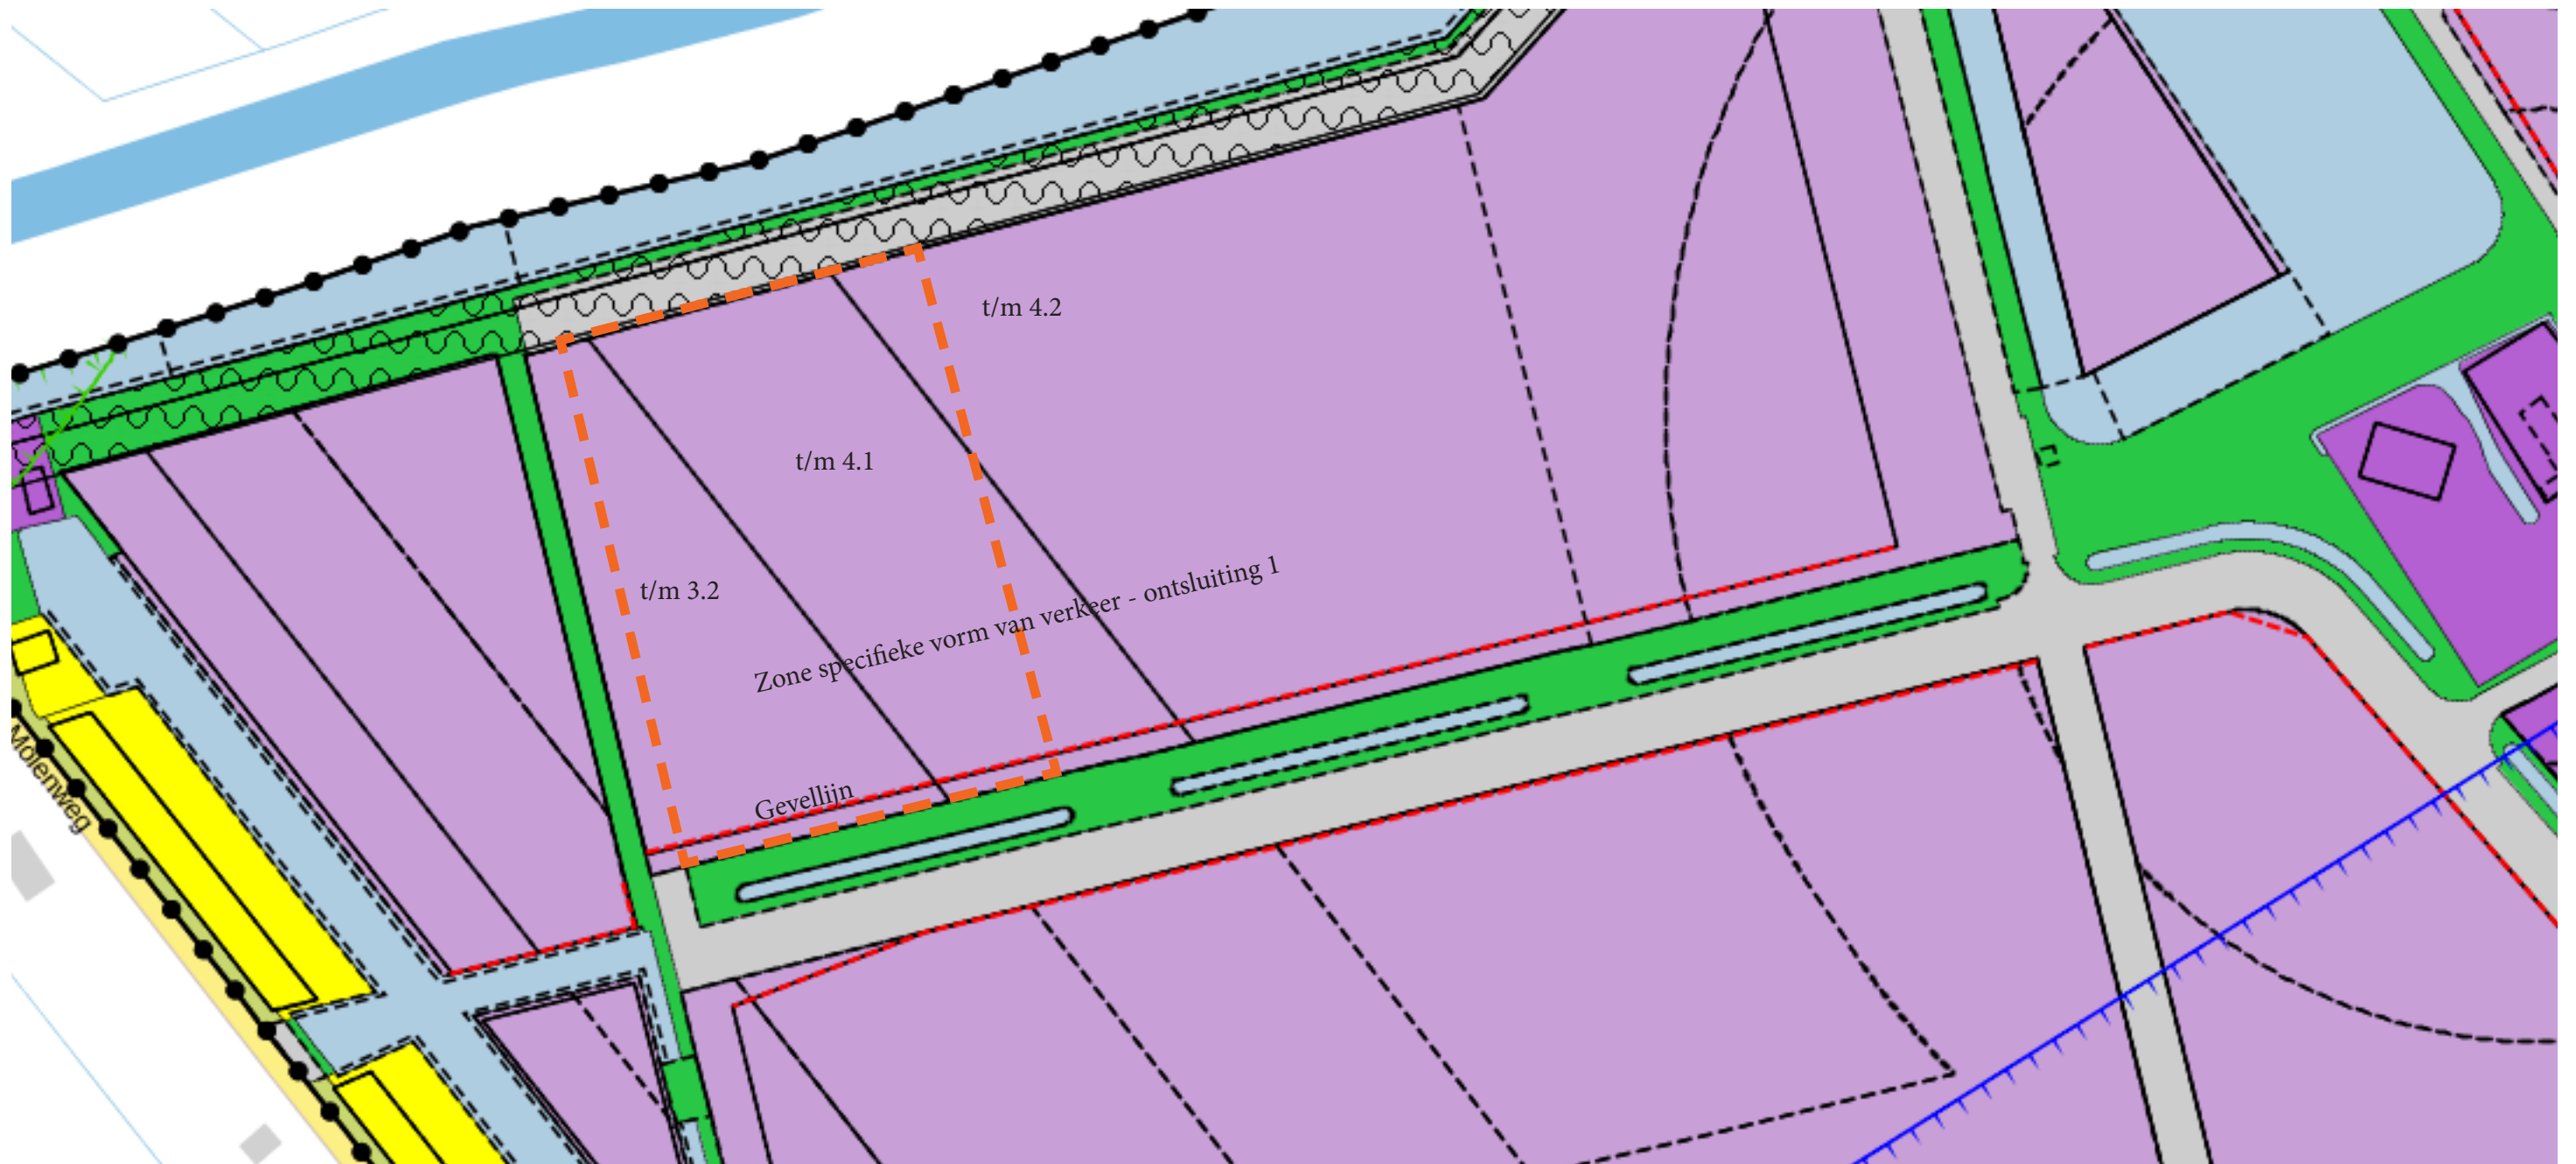 t/m 4.2
t/m 4.1
t/m 3.2
Zone specifieke vorm van verkeer - ontsluiting 1
Gevellijn
Molenweg